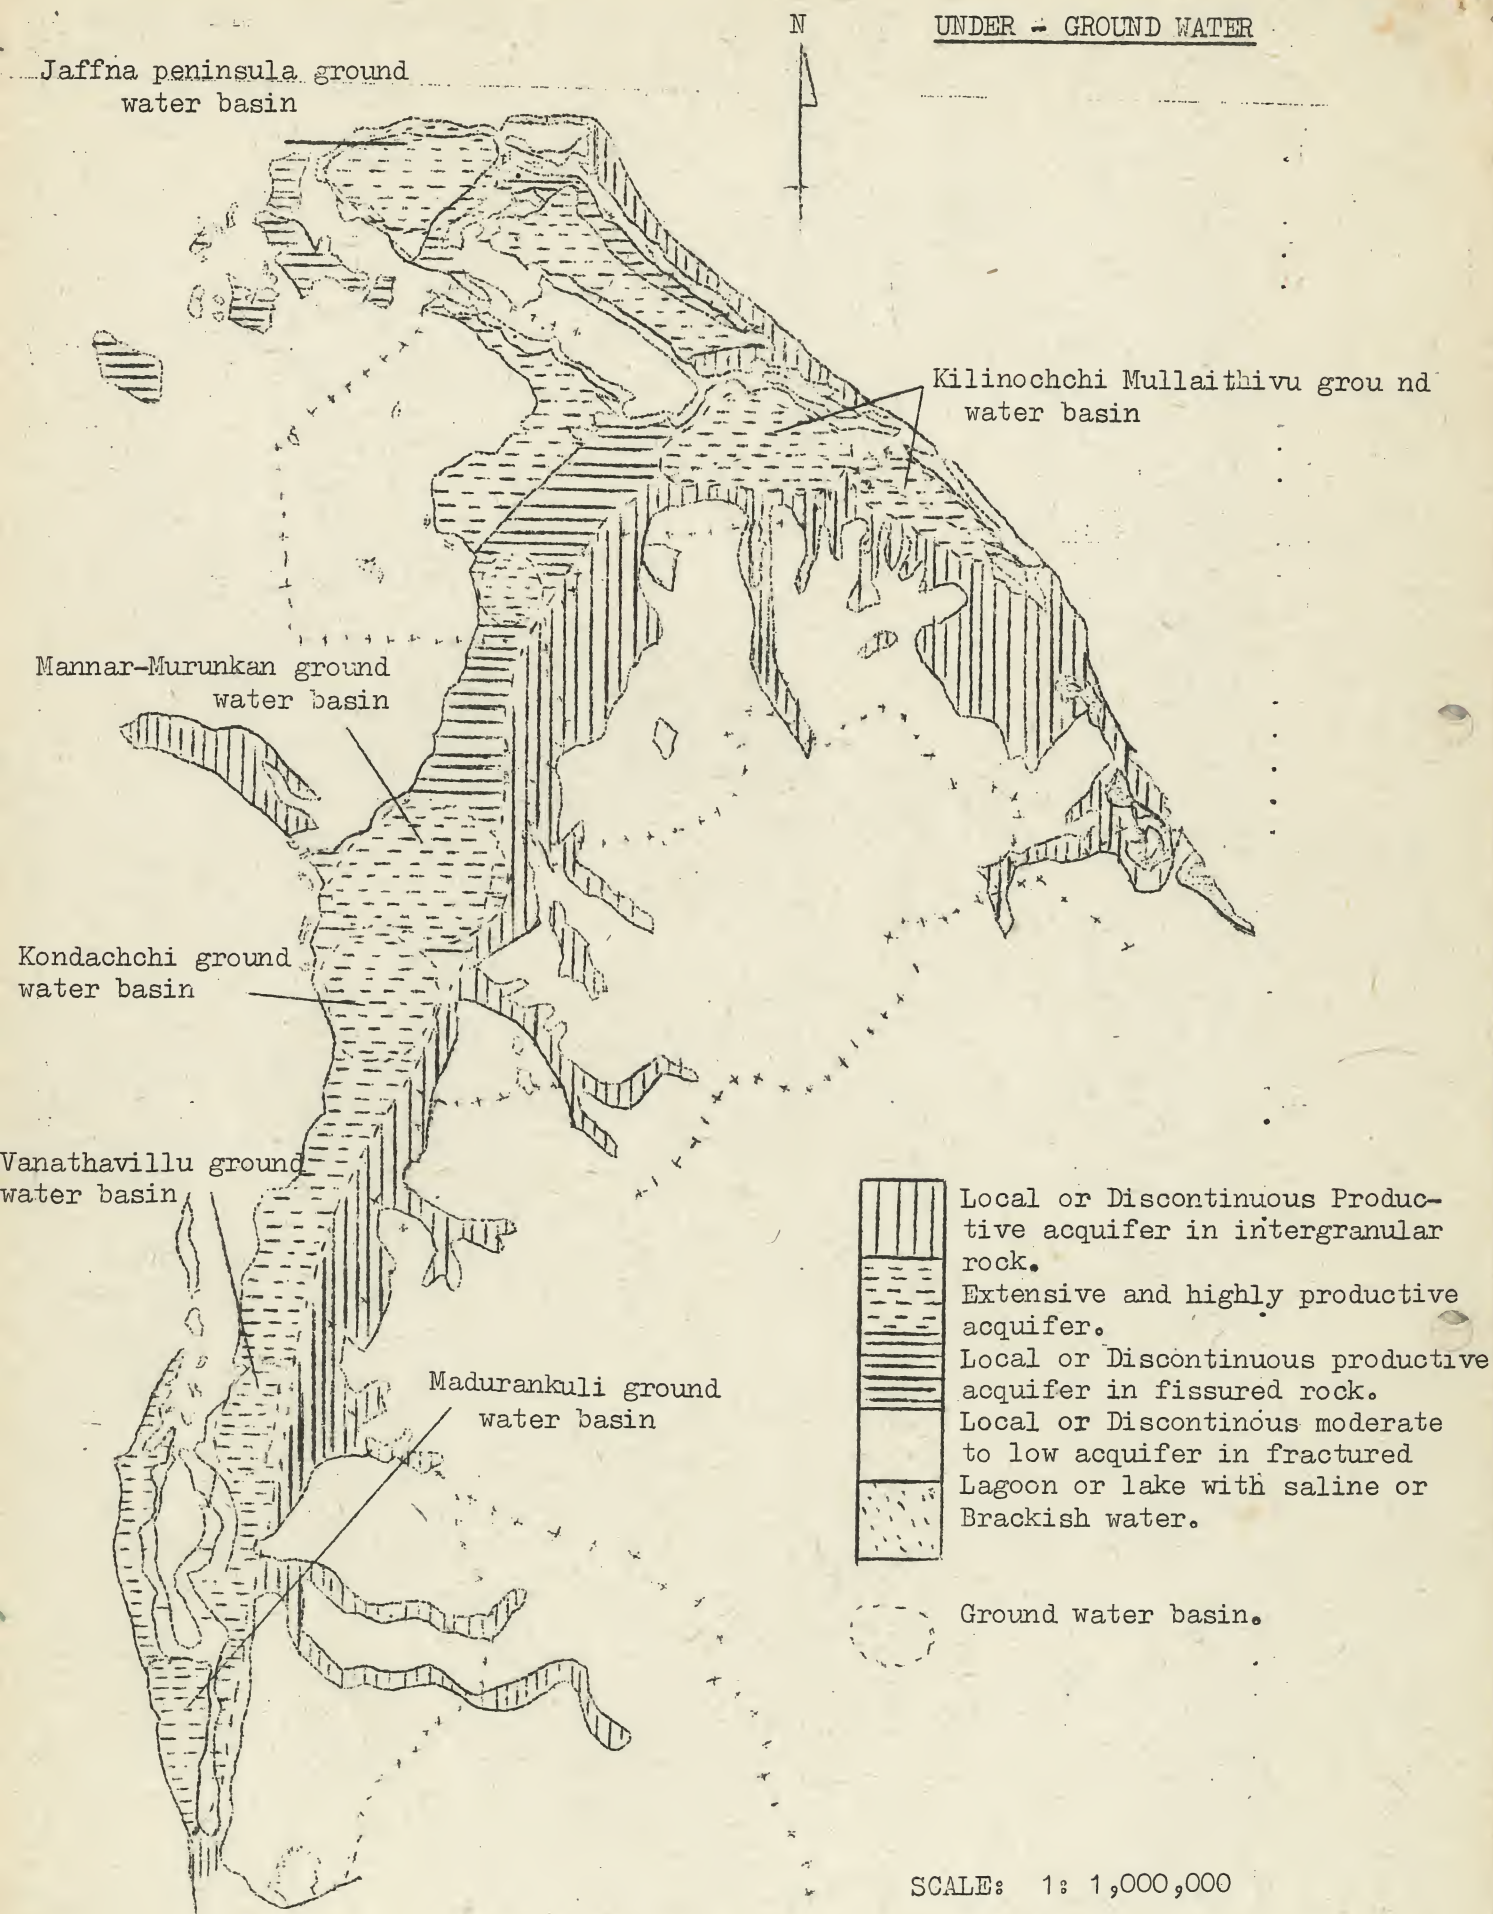 N
UNDER - GROUND WATER
Jaffna peninsula ground
water basin
Kilinochchi Mullaithivu grou nd
water basin
Mannar-Murunkan ground
water basin
Kondachchi ground
water basin
Vanathavillu ground
water basin
Madurankuli ground
water basin
Local or Discontinuous Produc-
tive acquifer in intergranular
rock.
Extensive and highly productive
acquifer.
Local or Discontinuous productive
acquifer in fissured rock.
Local or Discontinous moderate
to low acquifer in fractured
Lagoon or lake with saline or
Brackish water.
Ground water basin.
SCALE: 1: 1,000,000